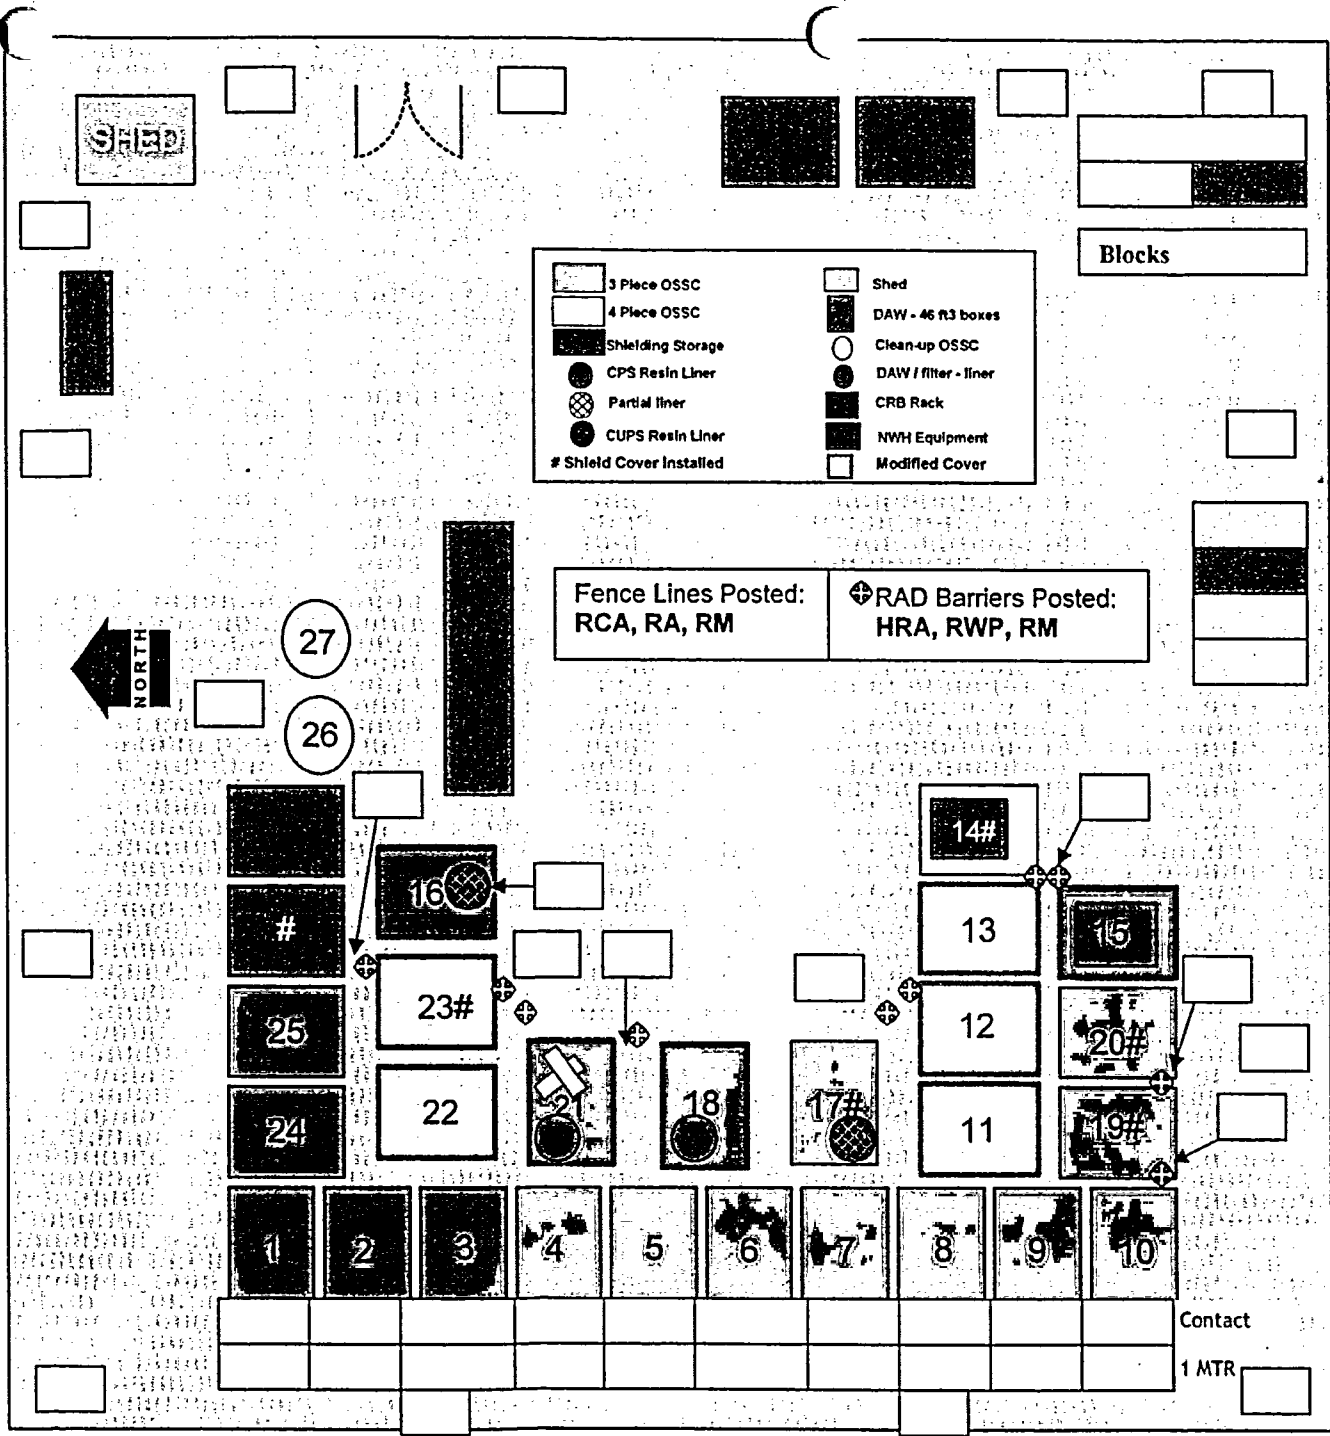 SHED
Blocks
3 Piece OSSC
4 Piece OSSC
Shielding Storage
CPS Resin Liner
Partial liner
CUPS Resin Liner
# Shield Cover Installed
Shed
DAW - 46 ft3 boxes
Clean-up OSSC
DAW / filter - liner
CRB Rack
NWH Equipment
Modified Cover
Fence Lines Posted:
RCA, RA, RM
RAD Barriers Posted:
HRA, RWP, RM
NORTH
27
26
14#
16
#
13
15
23#
25
12
20#
22
21
18
17#
11
19#
24
1 2 3 4 5 6 7 8 9 10
Contact
1 MTR